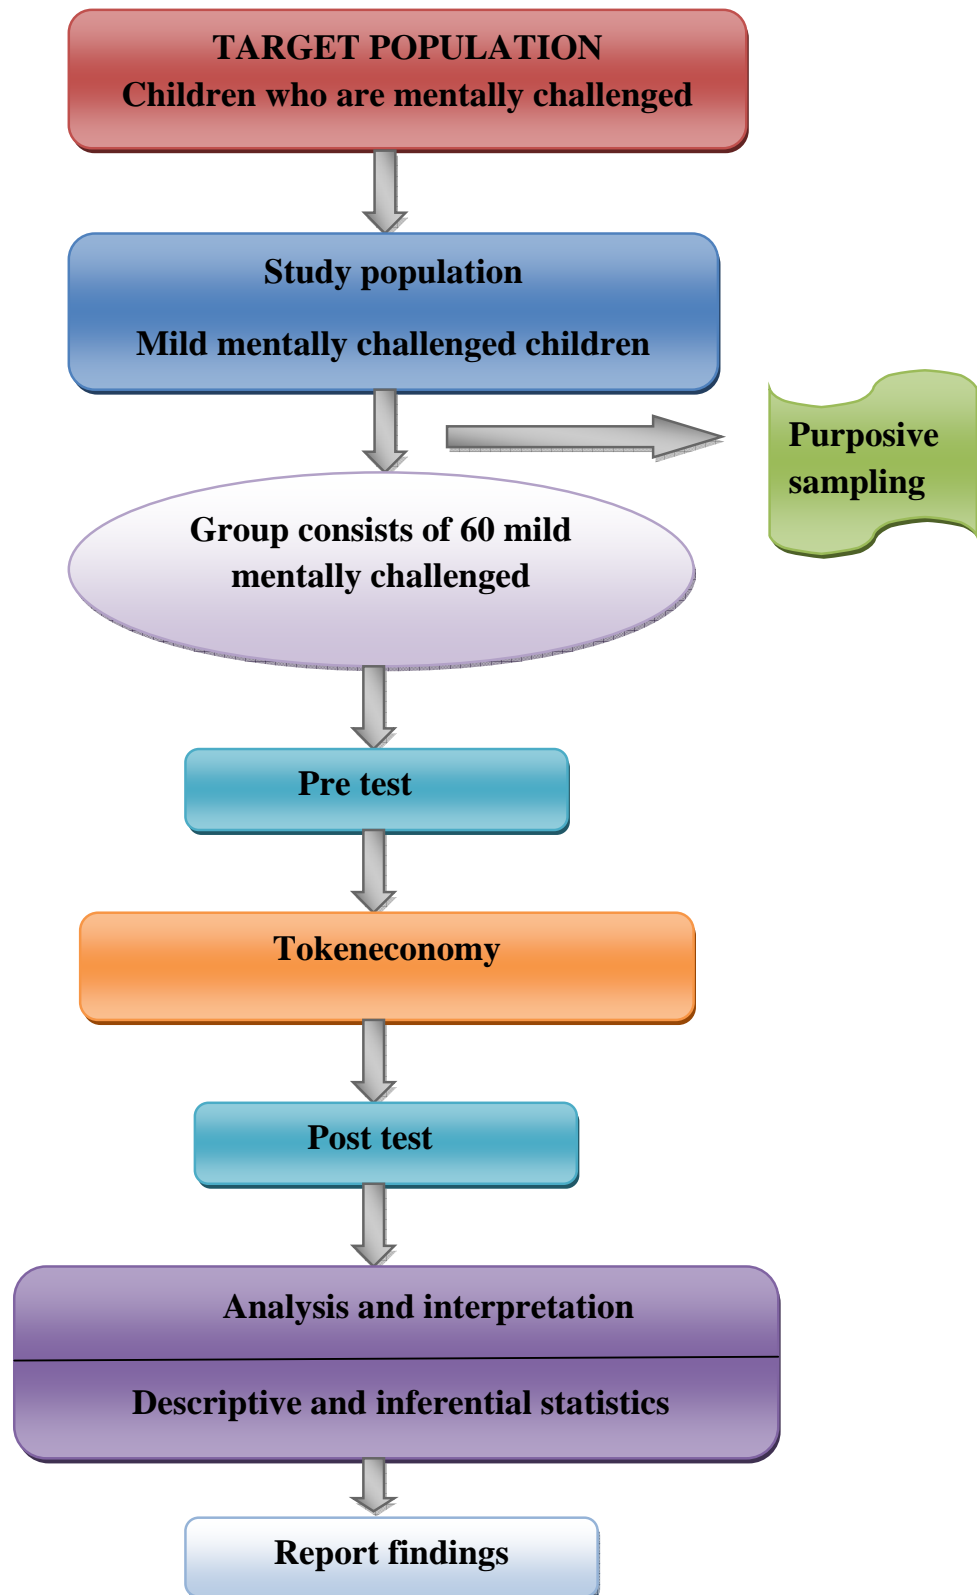 TARGET POPULATION
Children who are mentally challenged
Study population
Mild mentally challenged children
Purposive
sampling
Group consists of 60 mild
mentally challenged
Pre test
Tokeneconomy
Post test
Analysis and interpretation
Descriptive and inferential statistics
Report findings